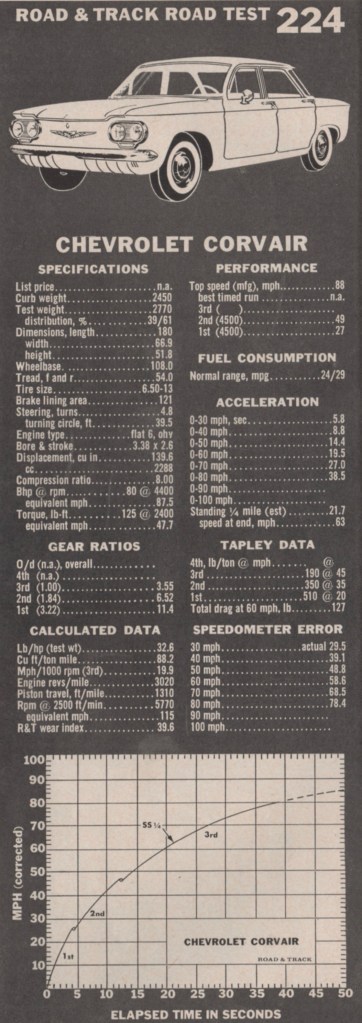 ROAD & TRACK ROAD TEST 224
CHEVROLET CORVAIR
SPECIFICATIONS
List price....................n.a.
Curb weight................2450
Test weight................2770
distribution, %..........39/61
Dimensions, length.........180
width.....................66.9
height....................51.8
Wheelbase.................108.0
Tread, f and r..............54.0
Tire size................6.50-13
Brake lining area...........121
Steering, turns..............4.8
turning circle, ft..........39.5
Engine type..........flat 6, ohv
Bore & stroke.......3.38 x 2.6
Displacement, cu in......139.6
cc........................2288
Compression ratio.........8.00
Bhp @ rpm..........80 @ 4400
equivalent mph...........87.5
Torque, lb-ft......125 @ 2400
equivalent mph...........47.7
GEAR RATIOS
O/d (n.a.), overall............
4th (n.a.)....................
3rd (1.00).................3.55
2nd (1.84).................6.52
1st (3.22).................11.4
CALCULATED DATA
Lb/hp (test wt)............32.6
Cu ft/ton mile.............88.2
Mph/1000 rpm (3rd)........19.9
Engine revs/mile..........3020
Piston travel, ft/mile......1310
Rpm @ 2500 ft/min.......5770
equivalent mph............115
R&T wear index............39.6
PERFORMANCE
Top speed (mfg), mph.........88
best timed run.............n.a.
3rd ( )....................
2nd (4500)..................49
1st (4500)..................27
FUEL CONSUMPTION
Normal range, mpg........24/29
ACCELERATION
0-30 mph, sec...............5.8
0-40 mph...................8.8
0-50 mph..................14.4
0-60 mph..................19.5
0-70 mph..................27.0
0-80 mph..................38.5
0-90 mph....................
0-100 mph...................
Standing ¼ mile (est).......21.7
speed at end, mph..........63
TAPLEY DATA
4th, lb/ton @ mph.........@
3rd...................190 @ 45
2nd..................350 @ 35
1st...................510 @ 20
Total drag at 60 mph, lb.....127
SPEEDOMETER ERROR
30 mph.............actual 29.5
40 mph...................39.1
50 mph...................48.8
60 mph...................58.6
70 mph...................68.5
80 mph...................78.4
90 mph......................
100 mph.....................
MPH (corrected)
100
90
80
70
60
50
40
30
20
10
0
SS ¼
3rd
2nd
1st
CHEVROLET CORVAIR
ROAD & TRACK
0 5 10 15 20 25 30 35 40 45 50
ELAPSED TIME IN SECONDS